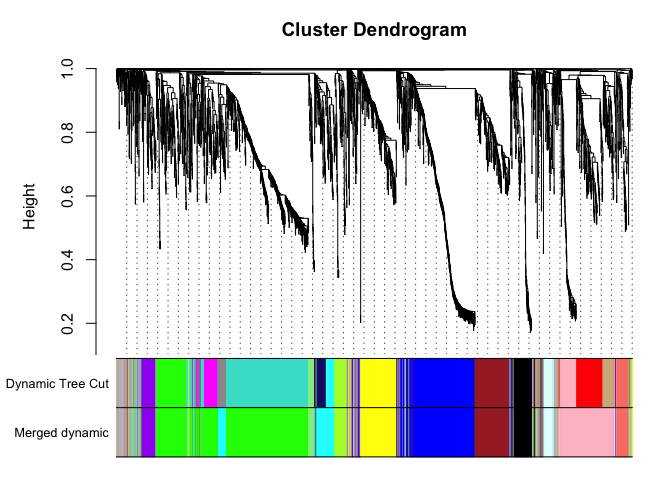 Cluster Dendrogram
Height
1.0
0.8
0.6
0.4
0.2
Dynamic Tree Cut
Merged dynamic